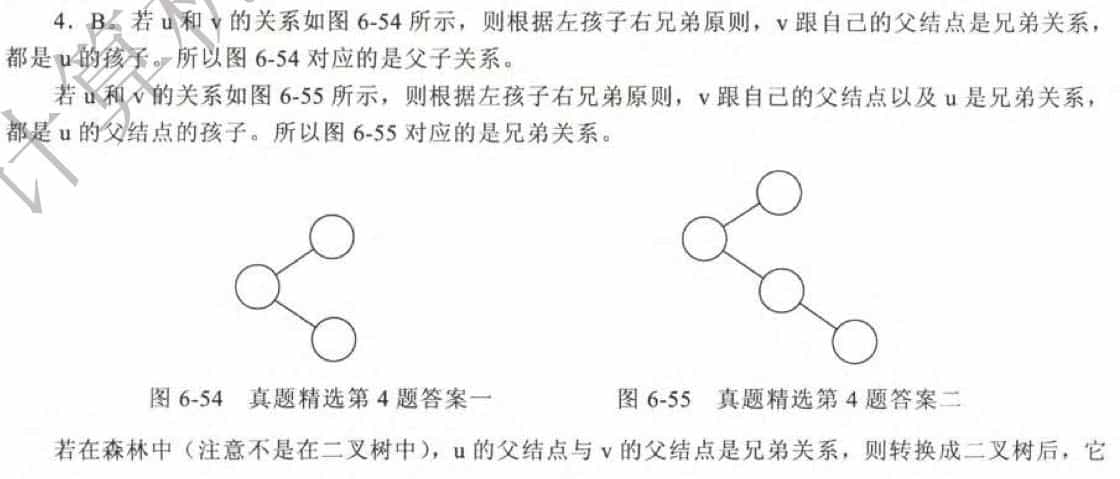 4．B。若 u 和 v 的关系如图 6-54 所示，则根据左孩子右兄弟原则，v 跟自己的父结点是兄弟关系，
都是 u 的孩子。所以图 6-54 对应的是父子关系。
若 u 和 v 的关系如图 6-55 所示，则根据左孩子右兄弟原则，v 跟自己的父结点以及 u 是兄弟关系，
都是 u 的父结点的孩子。所以图 6-55 对应的是兄弟关系。
图 6-54 真题精选第 4 题答案一
图 6-55 真题精选第 4 题答案二
若在森林中（注意不是在二叉树中），u 的父结点与 v 的父结点是兄弟关系，则转换成二叉树后，它
计算机